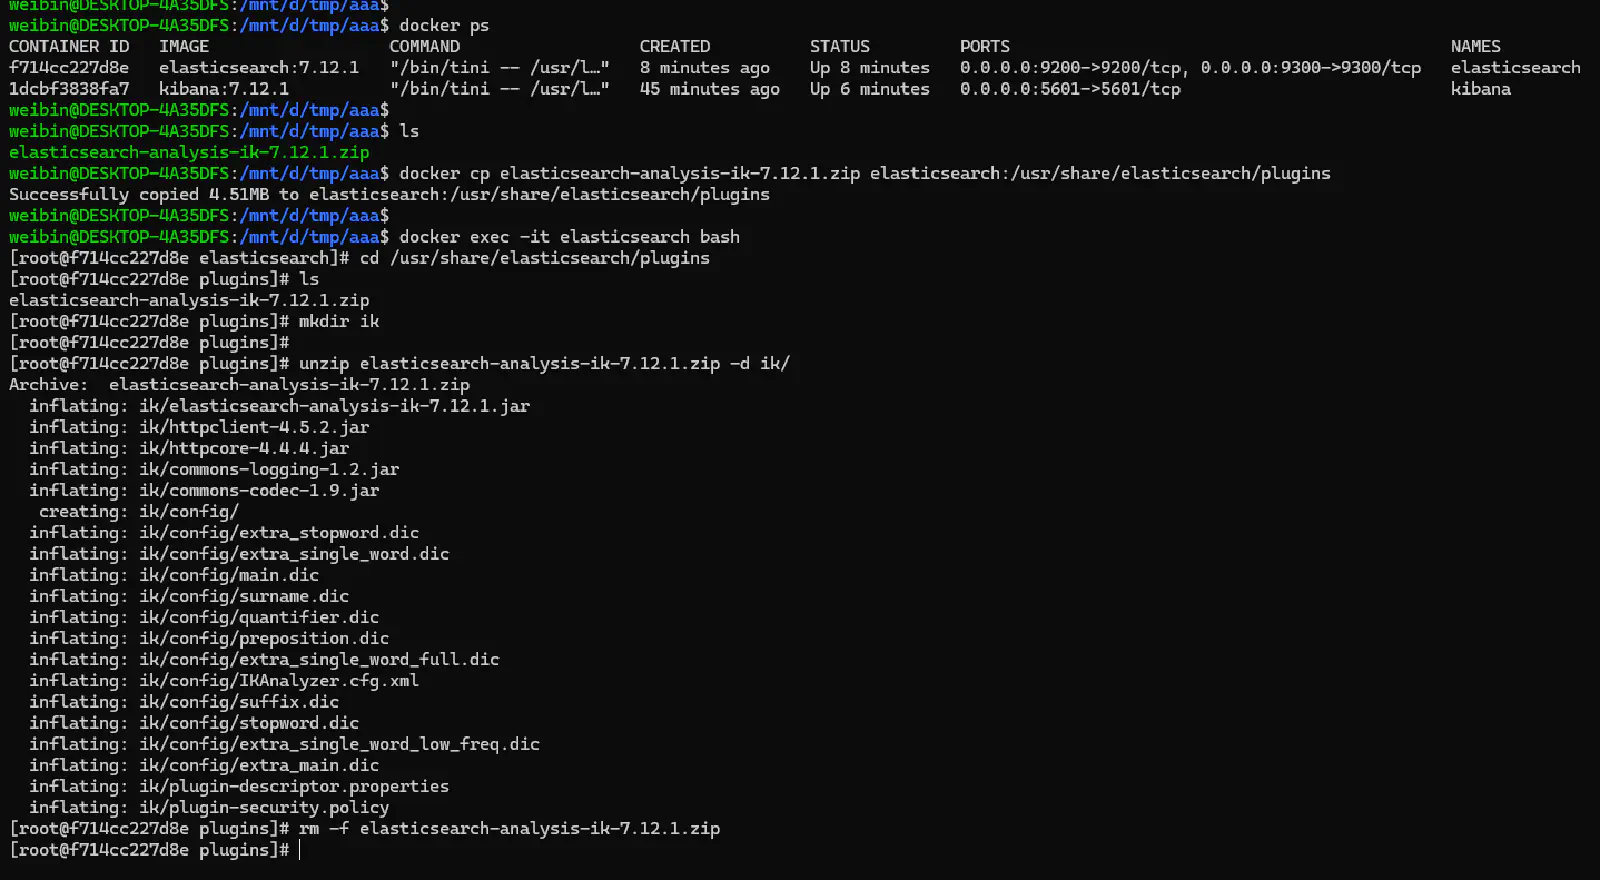 weibin@DESKTOP-4A35DFS:/mnt/d/tmp/aaa$
weibin@DESKTOP-4A35DFS:/mnt/d/tmp/aaa$ docker ps
CONTAINER ID   IMAGE                  COMMAND                  CREATED          STATUS         PORTS                                            NAMES
f714cc227d8e   elasticsearch:7.12.1   "/bin/tini -- /usr/l…"   8 minutes ago    Up 8 minutes   0.0.0.0:9200->9200/tcp, 0.0.0.0:9300->9300/tcp   elasticsearch
1dcbf3838fa7   kibana:7.12.1          "/bin/tini -- /usr/l…"   45 minutes ago   Up 6 minutes   0.0.0.0:5601->5601/tcp                           kibana
weibin@DESKTOP-4A35DFS:/mnt/d/tmp/aaa$
weibin@DESKTOP-4A35DFS:/mnt/d/tmp/aaa$ ls
elasticsearch-analysis-ik-7.12.1.zip
weibin@DESKTOP-4A35DFS:/mnt/d/tmp/aaa$ docker cp elasticsearch-analysis-ik-7.12.1.zip elasticsearch:/usr/share/elasticsearch/plugins
Successfully copied 4.51MB to elasticsearch:/usr/share/elasticsearch/plugins
weibin@DESKTOP-4A35DFS:/mnt/d/tmp/aaa$
weibin@DESKTOP-4A35DFS:/mnt/d/tmp/aaa$ docker exec -it elasticsearch bash
[root@f714cc227d8e elasticsearch]# cd /usr/share/elasticsearch/plugins
[root@f714cc227d8e plugins]# ls
elasticsearch-analysis-ik-7.12.1.zip
[root@f714cc227d8e plugins]# mkdir ik
[root@f714cc227d8e plugins]#
[root@f714cc227d8e plugins]# unzip elasticsearch-analysis-ik-7.12.1.zip -d ik/
Archive:  elasticsearch-analysis-ik-7.12.1.zip
  inflating: ik/elasticsearch-analysis-ik-7.12.1.jar
  inflating: ik/httpclient-4.5.2.jar
  inflating: ik/httpcore-4.4.4.jar
  inflating: ik/commons-logging-1.2.jar
  inflating: ik/commons-codec-1.9.jar
   creating: ik/config/
  inflating: ik/config/extra_stopword.dic
  inflating: ik/config/extra_single_word.dic
  inflating: ik/config/main.dic
  inflating: ik/config/surname.dic
  inflating: ik/config/quantifier.dic
  inflating: ik/config/preposition.dic
  inflating: ik/config/extra_single_word_full.dic
  inflating: ik/config/IKAnalyzer.cfg.xml
  inflating: ik/config/suffix.dic
  inflating: ik/config/stopword.dic
  inflating: ik/config/extra_single_word_low_freq.dic
  inflating: ik/config/extra_main.dic
  inflating: ik/plugin-descriptor.properties
  inflating: ik/plugin-security.policy
[root@f714cc227d8e plugins]# rm -f elasticsearch-analysis-ik-7.12.1.zip
[root@f714cc227d8e plugins]#